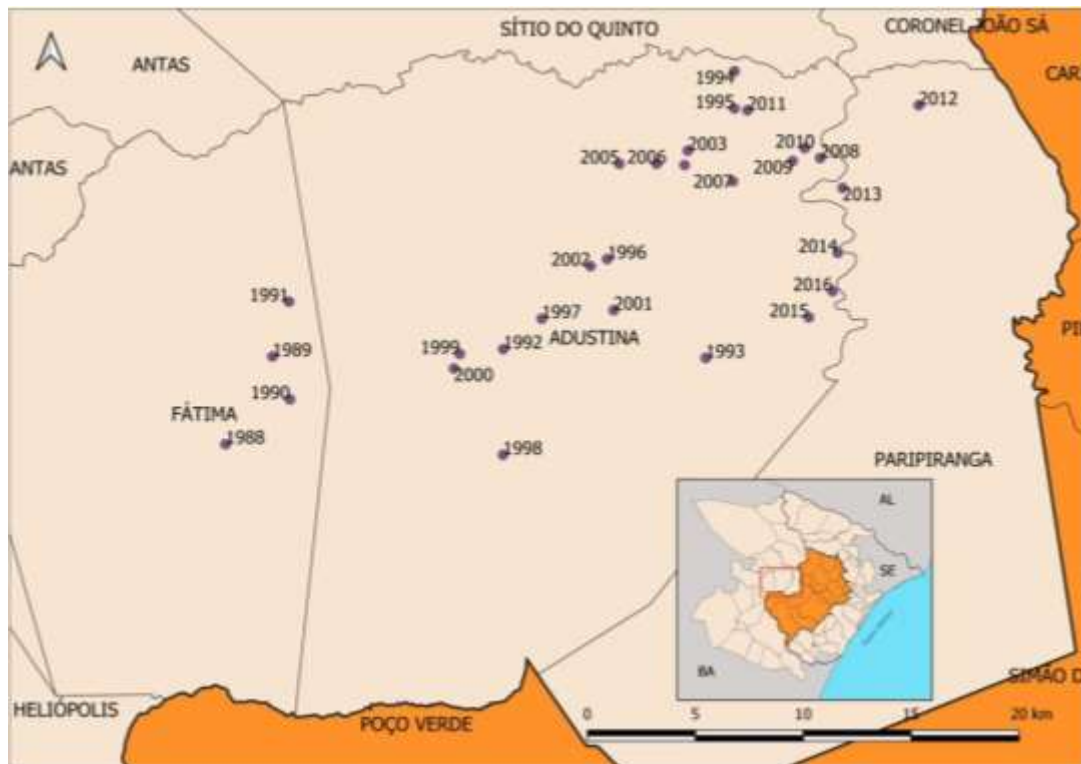 SÍTIO DO QUINTO
CORONEL JOÃO SÁ
ANTAS
1994
CAR
1995
2011
2012
2003
2010
2005
2006
2008
ANTAS
2009
2007
2013
2014
2002
1996
1991
2016
1997
2001
2015
ADUSTINA
1999
1992
1989
1993
2000
1990
FÁTIMA
1988
1998
PARIPIRANGA
AL
SE
BA
SIMÃO D
HELIÓPOLIS
POÇO VERDE
0 5 10 15 20 km